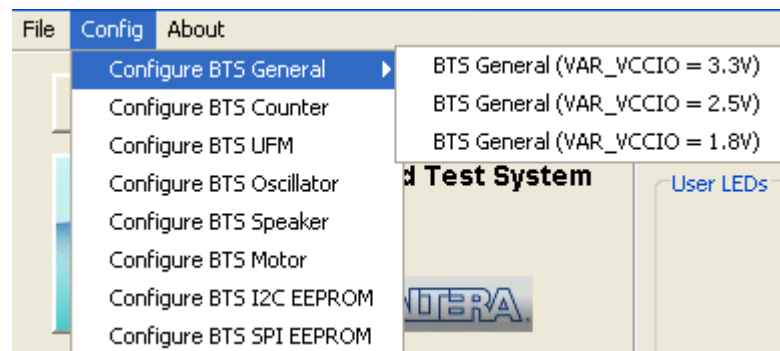 File Config About
Configure BTS General
BTS General (VAR_VCCIO = 3.3V)
Configure BTS Counter
BTS General (VAR_VCCIO = 2.5V)
Configure BTS UFM
BTS General (VAR_VCCIO = 1.8V)
Configure BTS Oscillator
d Test System
User LEDs
Configure BTS Speaker
Configure BTS Motor
Configure BTS I2C EEPROM
Configure BTS SPI EEPROM